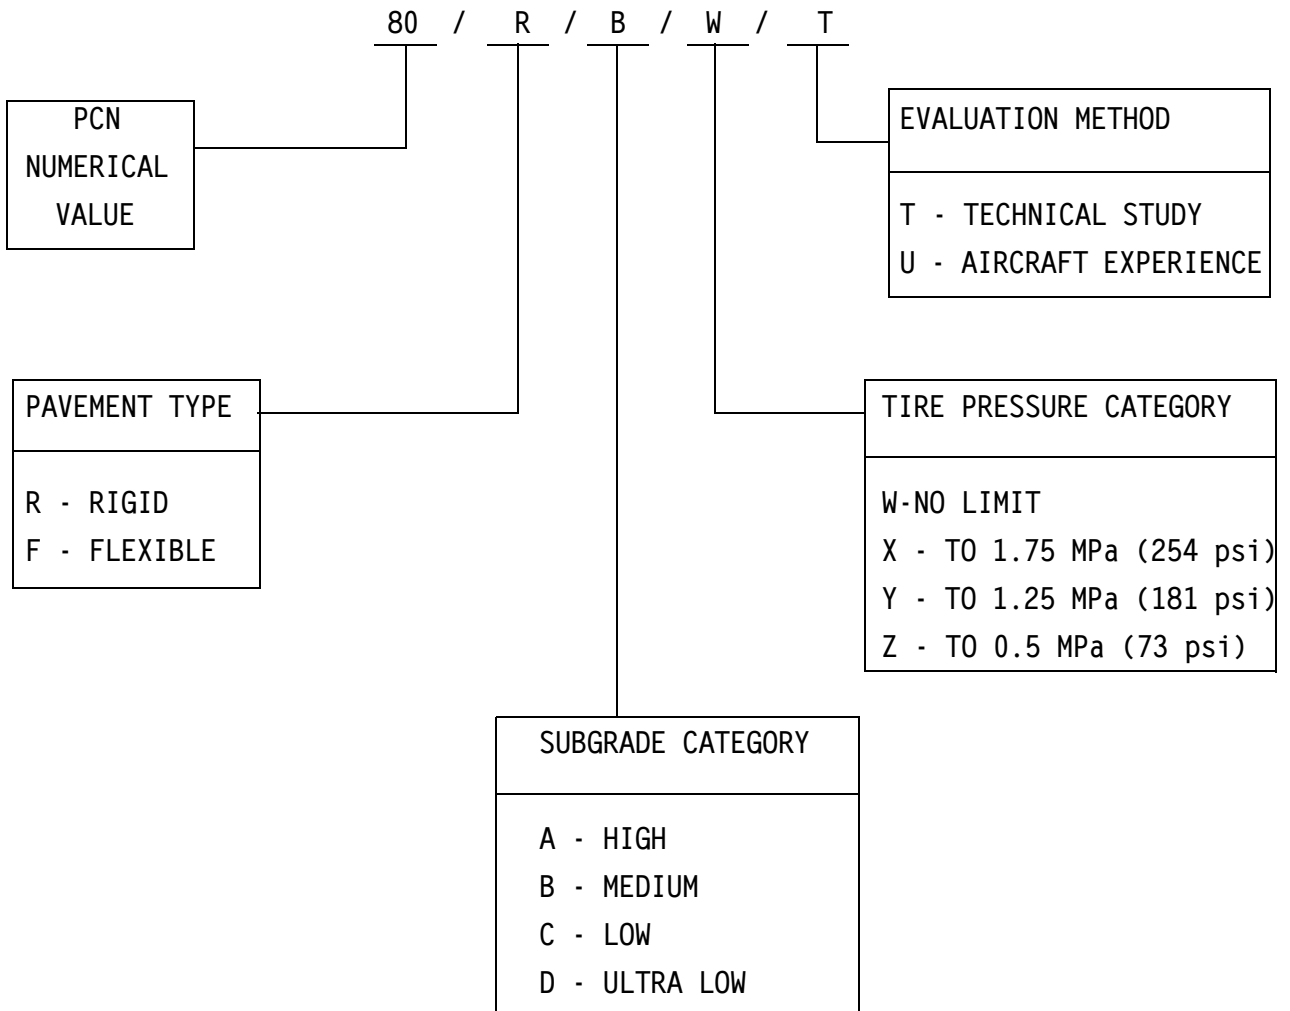 80 / R / B / W / T
PCN
NUMERICAL
VALUE
EVALUATION METHOD
T - TECHNICAL STUDY
U - AIRCRAFT EXPERIENCE
PAVEMENT TYPE
R - RIGID
F - FLEXIBLE
TIRE PRESSURE CATEGORY
W-NO LIMIT
X - TO 1.75 MPa (254 psi)
Y - TO 1.25 MPa (181 psi)
Z - TO 0.5 MPa (73 psi)
SUBGRADE CATEGORY
A - HIGH
B - MEDIUM
C - LOW
D - ULTRA LOW